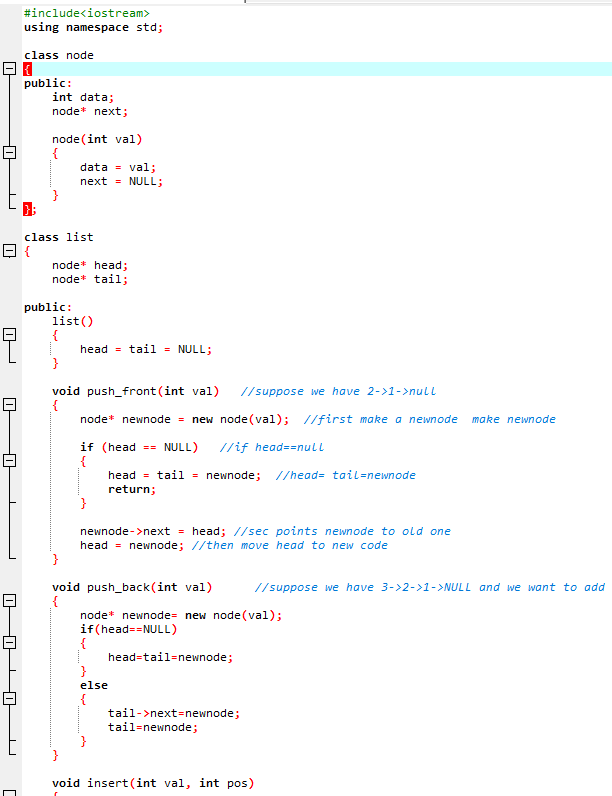 #include<iostream>
using namespace std;
class node
{
public:
int data;
node* next;
node(int val)
{
data = val;
next = NULL;
}
};
class list
{
node* head;
node* tail;
public:
list()
{
head = tail = NULL;
}
void push_front(int val) //suppose we have 2->1->null
{
node* newnode = new node(val); //first make a newnode make newnode
if (head == NULL) //if head==null
{
head = tail = newnode; //head= tail=newnode
return;
}
newnode->next = head; //sec points newnode to old one
head = newnode; //then move head to new code
}
void push_back(int val) //suppose we have 3->2->1->NULL and we want to add
{
node* newnode= new node(val);
if(head==NULL)
{
head=tail=newnode;
}
else
{
tail->next=newnode;
tail=newnode;
}
}
void insert(int val, int pos)
{